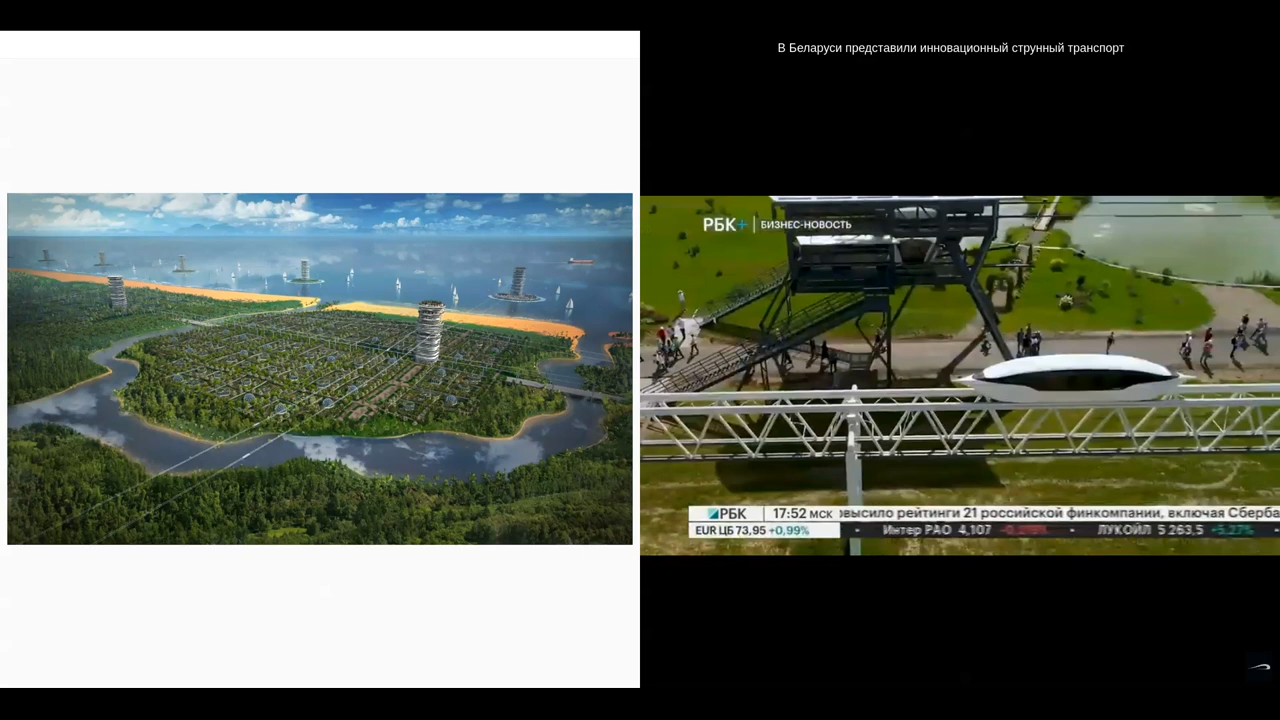 В Беларуси представили инновационный струнный транспорт
РБК+ | БИЗНЕС-НОВОСТЬ
РБК 17:52 МСК овысило рейтинги 21 российской финкомпании, включая Сберба
EUR ЦБ 73,95 +0,99% - Интер РАО 4,107 - ЛУКОЙЛ 5 263,5 +5,27% -